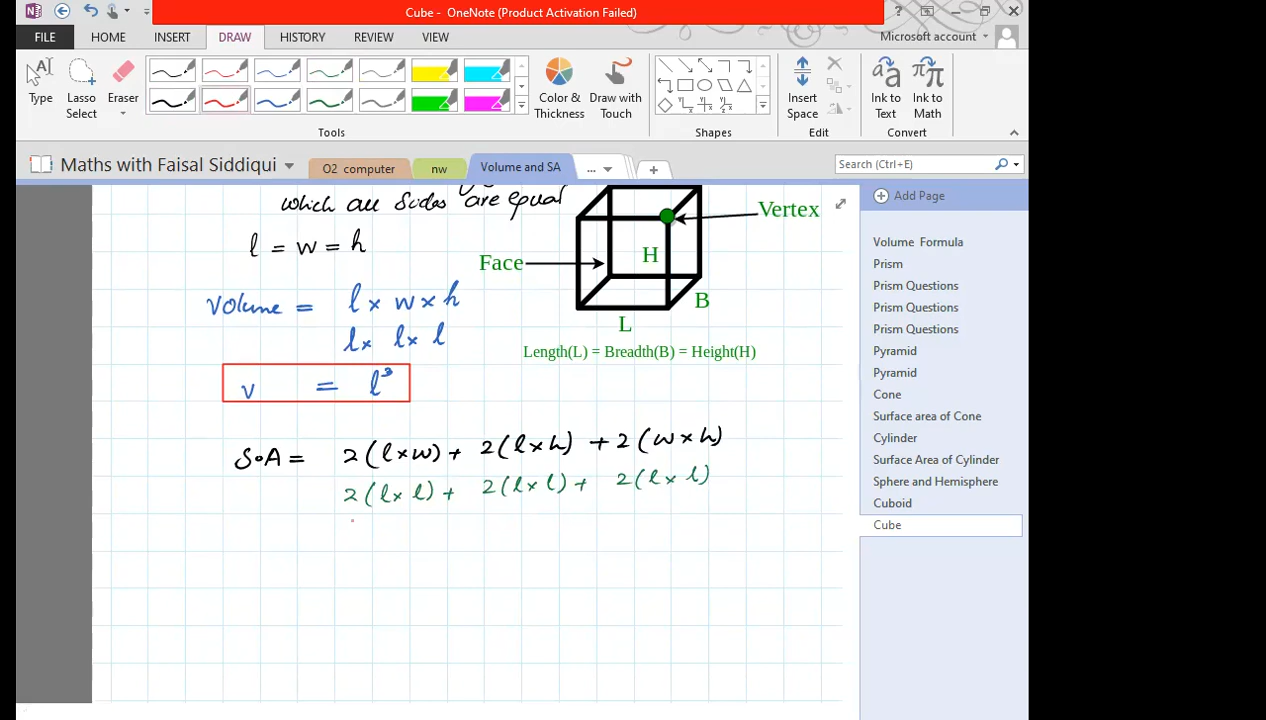 Cube - OneNote (Product Activation Failed)
FILE HOME INSERT DRAW HISTORY REVIEW VIEW
Microsoft account
Type
Lasso Select
Eraser
Color & Thickness
Draw with Touch
Insert Space
Ink to Text
Ink to Math
Tools Shapes Edit Convert
Maths with Faisal Siddiqui
O2 computer
nw
Volume and SA
...
Search (Ctrl+E)
Add Page
Volume Formula
Prism
Prism Questions
Prism Questions
Prism Questions
Pyramid
Pyramid
Cone
Surface area of Cone
Cylinder
Surface Area of Cylinder
Sphere and Hemisphere
Cuboid
Cube
which all sides are equal
l = w = h
Volume = l × w × h
l × l × l
v = l³
S.A = 2(l×w) + 2(l×h) + 2(w×h)
2(l×l) + 2(l×l) + 2(l×l)
Vertex
Face
H
B
L
Length(L) = Breadth(B) = Height(H)